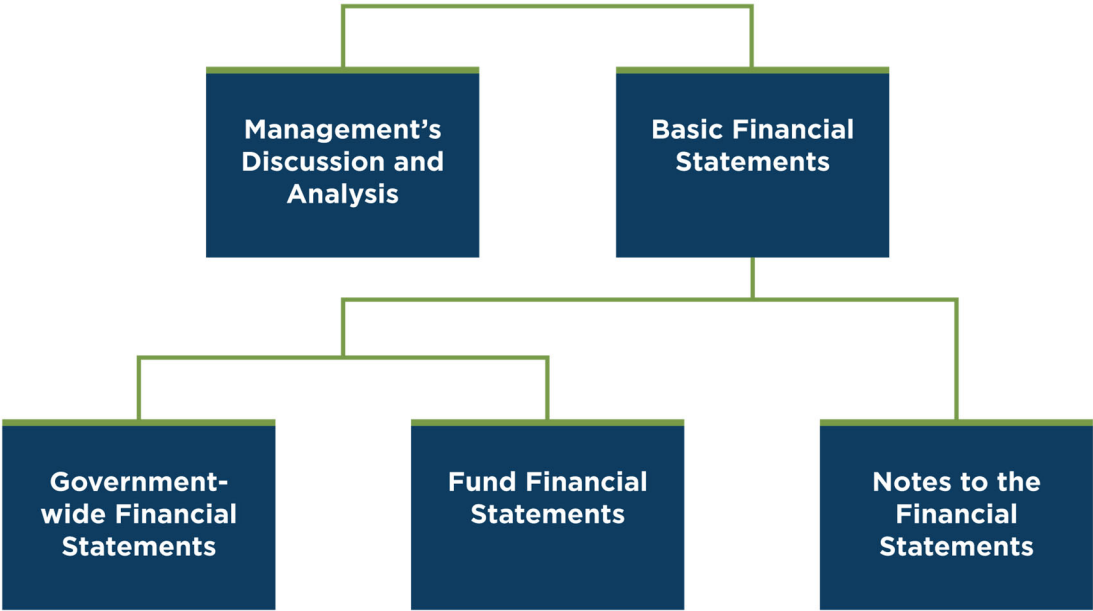 Management’s
Discussion and
Analysis
Basic Financial
Statements
Government-
wide Financial
Statements
Fund Financial
Statements
Notes to the
Financial
Statements